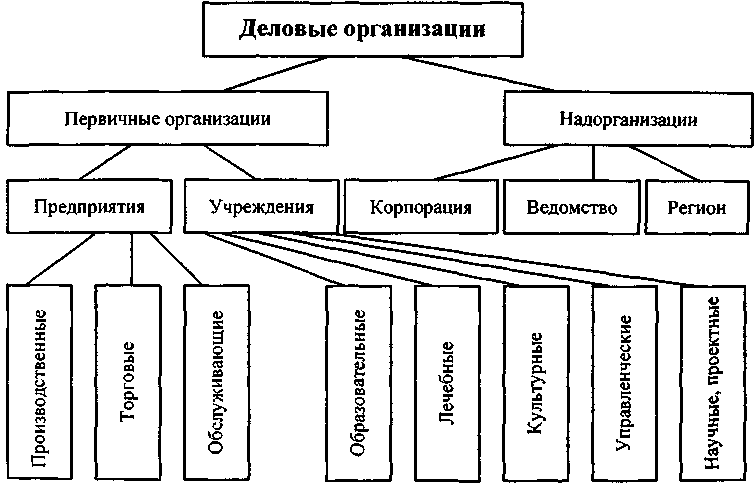 Деловые организации
Первичные организации
Надорганизации
Предприятия
Учреждения
Корпорация
Ведомство
Регион
Производственные
Торговые
Обслуживающие
Образовательные
Лечебные
Культурные
Управленческие
Научные, проектные